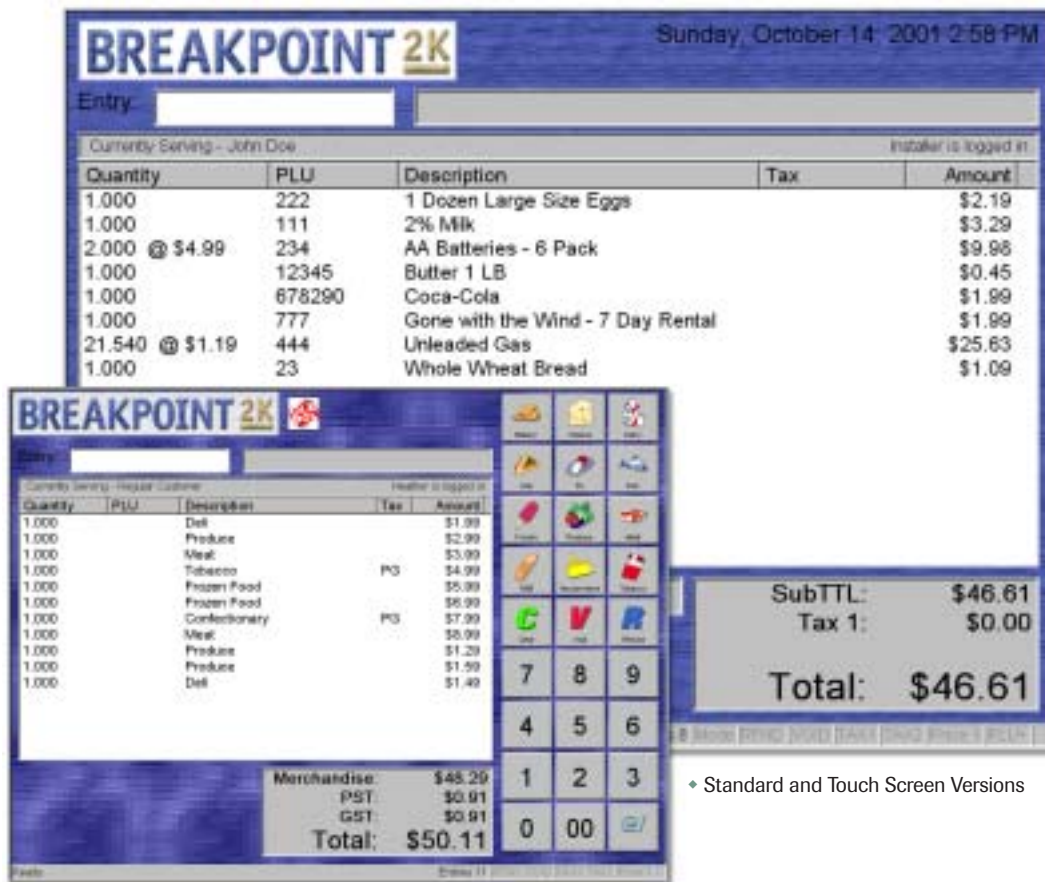 BREAKPOINT 2K
Sunday, October 14, 2001 2:58 PM
Entry:
Currently Serving - John Doe Installer is logged in
Quantity PLU Description Tax Amount
1.000 222 1 Dozen Large Size Eggs $2.19
1.000 111 2% Milk $3.29
2.000 @ $4.99 234 AA Batteries - 6 Pack $9.98
1.000 12345 Butter 1 LB $0.45
1.000 678290 Coca-Cola $1.99
1.000 777 Gone with the Wind - 7 Day Rental $1.99
21.540 @ $1.19 444 Unleaded Gas $25.63
1.000 23 Whole Wheat Bread $1.09
SubTTL: $46.61
Tax 1: $0.00
Total: $46.61
BREAKPOINT 2K
Entry:
Currently Serving - Regular Customer Heather is logged in
Quantity PLU Description Tax Amount
1.000 Deli $1.99
1.000 Produce $2.99
1.000 Meat $3.99
1.000 Tobacco PG $4.99
1.000 Frozen Food $5.99
1.000 Frozen Food $6.99
1.000 Confectionary PG $7.99
1.000 Meat $8.99
1.000 Produce $1.29
1.000 Produce $1.59
1.000 Deli $1.49
Merchandise: $48.29
PST: $0.91
GST: $0.91
Total: $50.11
C V R
7 8 9
4 5 6
1 2 3
0 00 @/
Entries 11
Standard and Touch Screen Versions